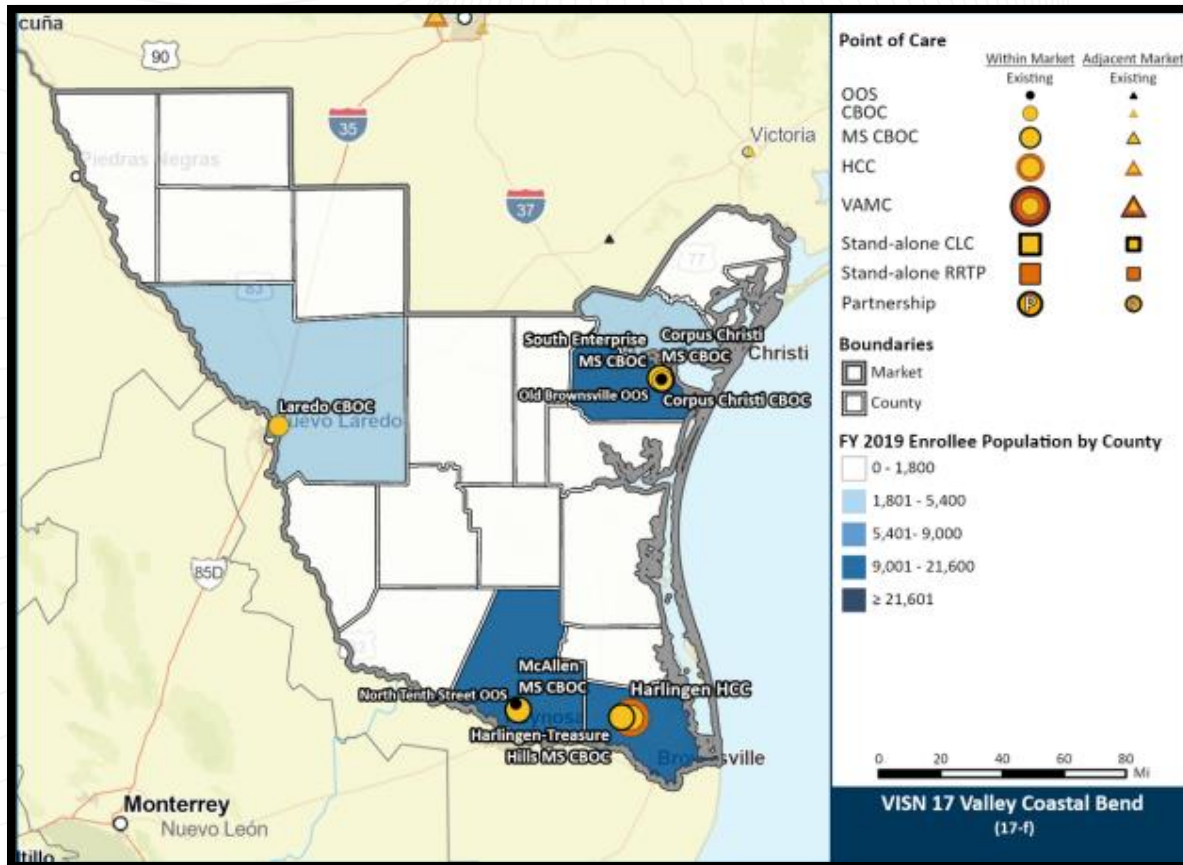 cuña
90
35
Piedras Negras
Victoria
37
77
83
South Enterprise
MS CBOC
Corpus Christi
MS CBOC
Christi
Old Brownsville OOS
Corpus Christi CBOC
Laredo CBOC
uevo Laredo
85D
McAllen
MS CBOC
North Tenth Street OOS
Harlingen HCC
ynosa
Harlingen-Treasure
Hills MS CBOC
Br
sville
Monterrey
Nuevo León
ltillo
Point of Care
Within Market Adjacent Market
Existing Existing
OOS
CBOC
MS CBOC
HCC
VAMC
Stand-alone CLC
Stand-alone RRTP
Partnership
P
Boundaries
Market
County
FY 2019 Enrollee Population by County
0 - 1,800
1,801 - 5,400
5,401- 9,000
9,001 - 21,600
≥ 21,601
0 20 40 60 80
Mi
VISN 17 Valley Coastal Bend
(17-f)